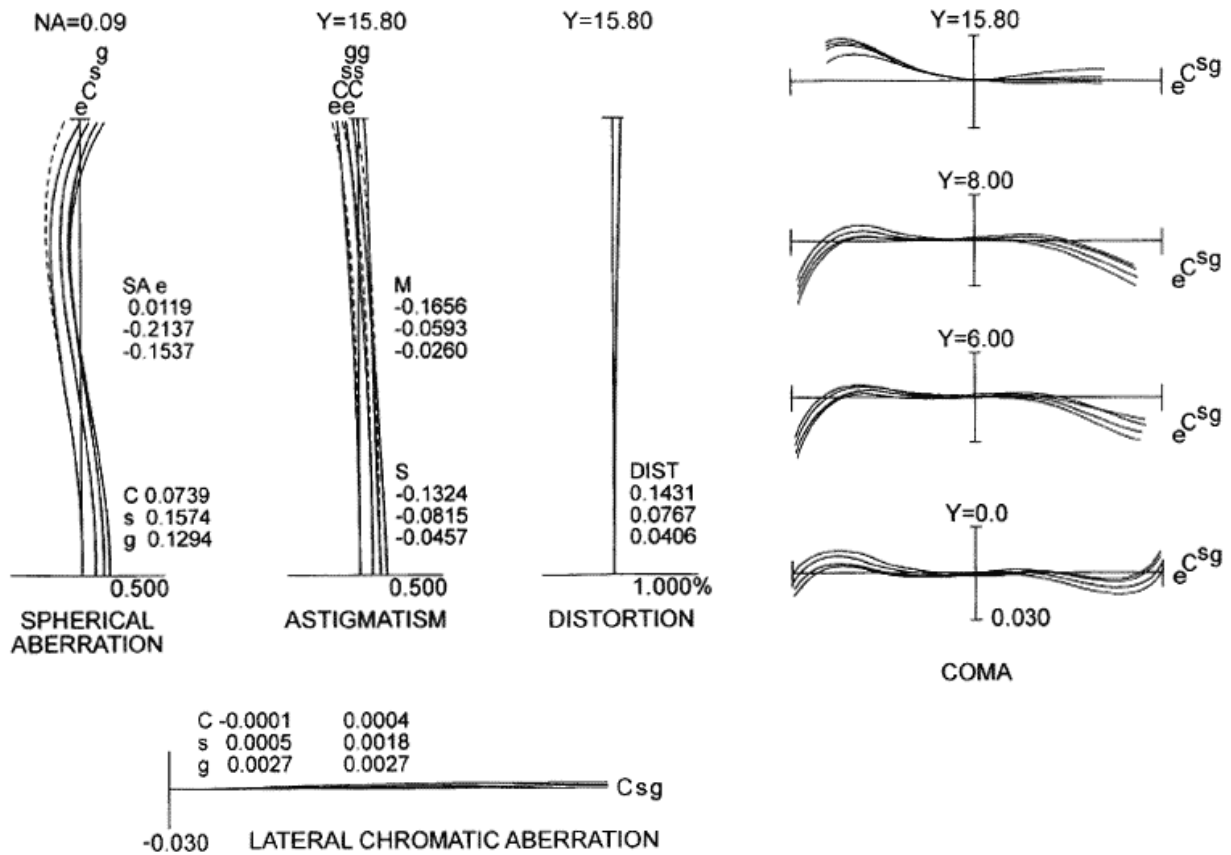 NA=0.09
g
s
C
e
SA e
0.0119
-0.2137
-0.1537
C 0.0739
s 0.1574
g 0.1294
0.500
SPHERICAL
ABERRATION
Y=15.80
gg
ss
CC
ee
M
-0.1656
-0.0593
-0.0260
S
-0.1324
-0.0815
-0.0457
0.500
ASTIGMATISM
Y=15.80
DIST
0.1431
0.0767
0.0406
1.000%
DISTORTION
Y=15.80
eCsg
Y=8.00
eCsg
Y=6.00
eCsg
Y=0.0
eCsg
0.030
COMA
C -0.0001 0.0004
s 0.0005 0.0018
g 0.0027 0.0027
Csg
-0.030 LATERAL CHROMATIC ABERRATION